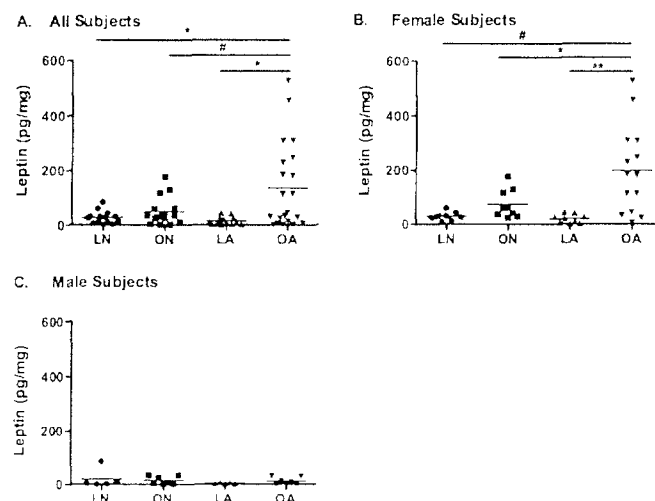 A. All Subjects
*
#
*
600
400
200
0
Leptin (pg/mg)
LN ON LA OA
B. Female Subjects
#
*
**
600
400
200
0
Leptin (pg/mg)
LN ON LA OA
C. Male Subjects
600
400
200
0
Leptin (pg/mg)
LN ON LA OA